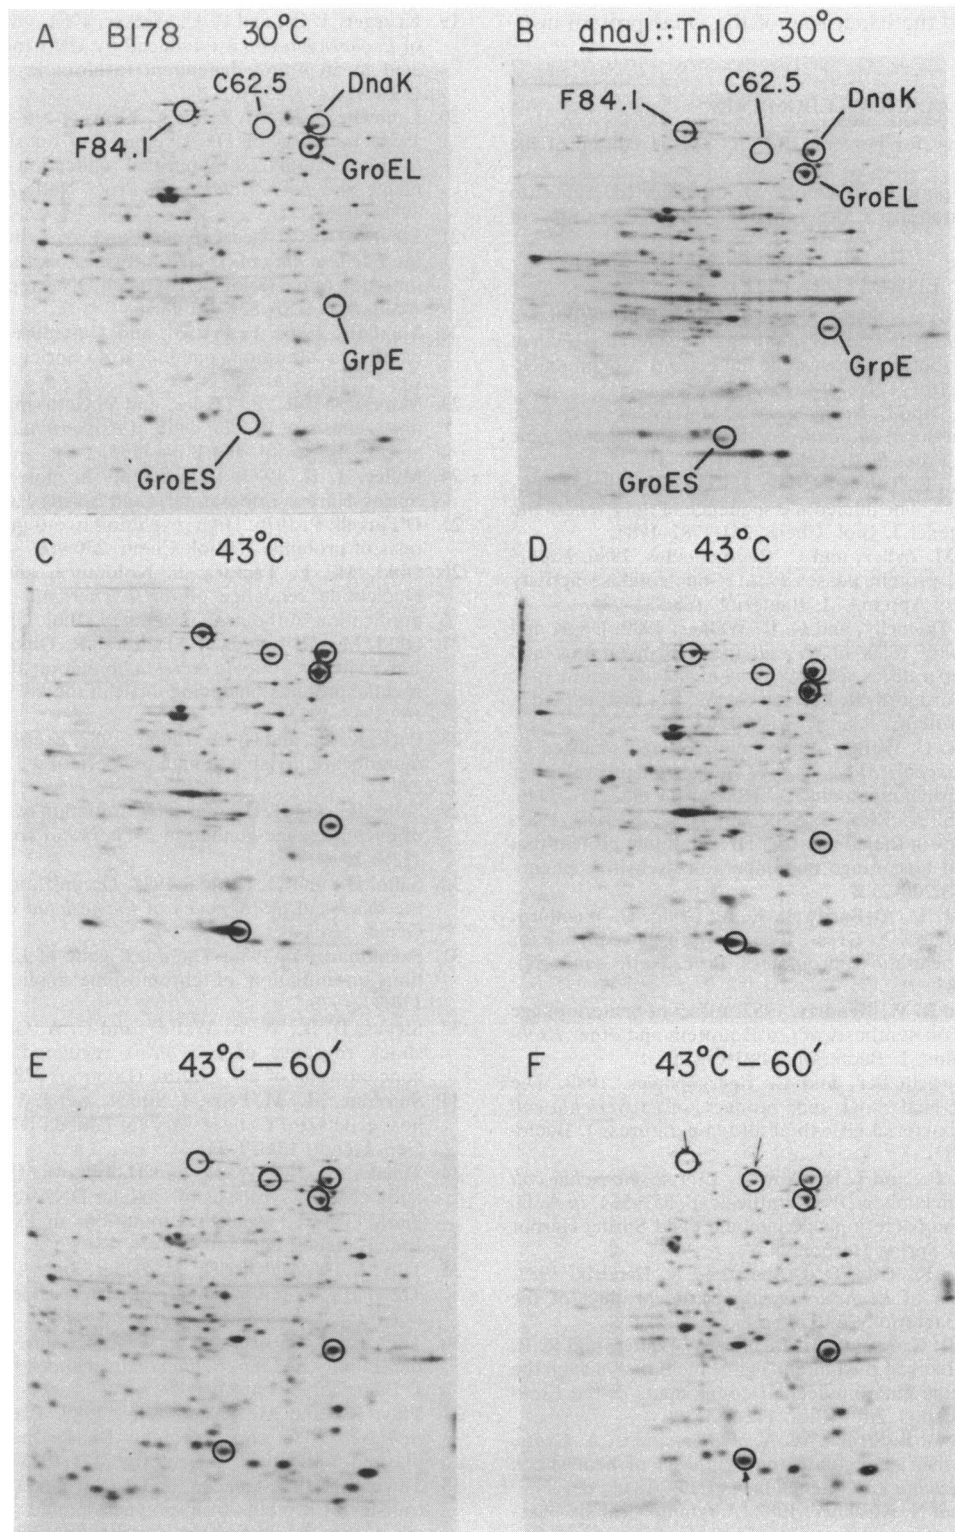 A B178 30°C
C62.5
DnaK
F84.1
GroEL
GrpE
GroES
B dnaJ::Tn10 30°C
C62.5
F84.1
DnaK
GroEL
GrpE
GroES
C 43°C
D 43°C
E 43°C—60′
F 43°C—60′